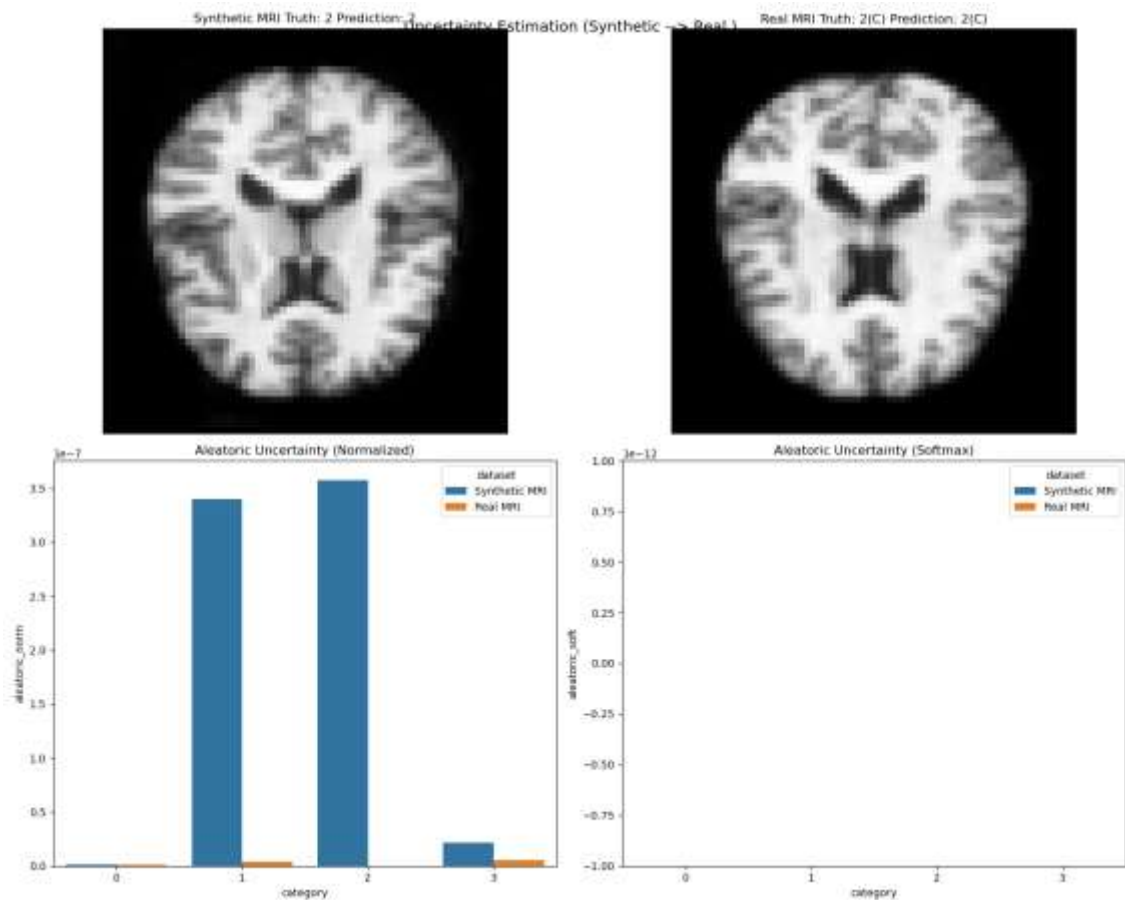 Synthetic MRI Truth: 2 Prediction: 2
Uncertainty Estimation (Synthetic --> Real )
Real MRI Truth: 2(C) Prediction: 2(C)
Aleatoric Uncertainty (Normalized)
1e−7
dataset
Synthetic MRI
Real MRI
3.5
3.0
2.5
2.0
1.5
1.0
0.5
0.0
aleatoric_norm
0 1 2 3
category
Aleatoric Uncertainty (Softmax)
1e−12
dataset
Synthetic MRI
Real MRI
1.00
0.75
0.50
0.25
0.00
−0.25
−0.50
−0.75
−1.00
aleatoric_soft
0 1 2 3
category